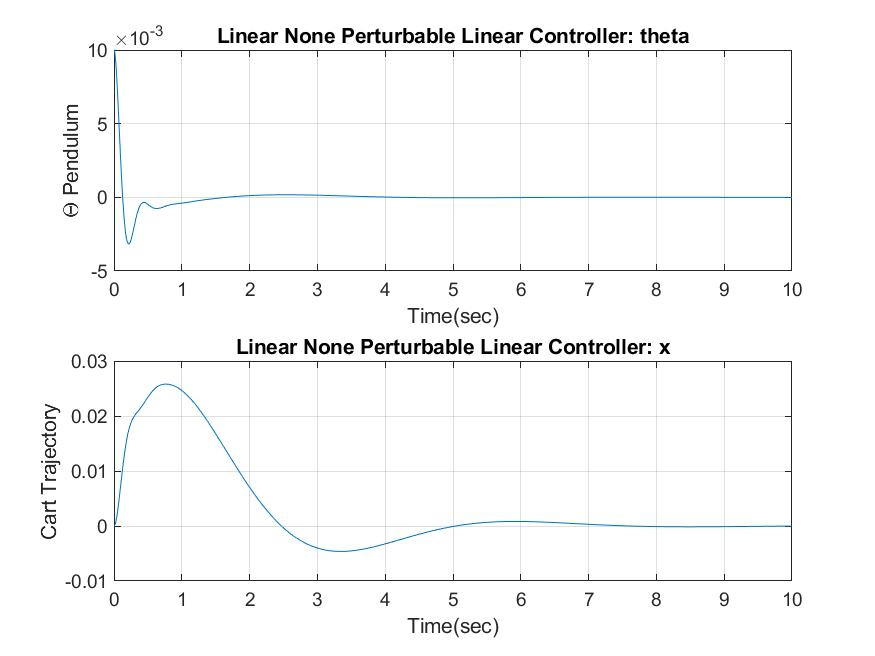 ×10⁻³
Linear None Perturbable Linear Controller: theta
10
5
0
-5
Θ Pendulum
0 1 2 3 4 5 6 7 8 9 10
Time(sec)
Linear None Perturbable Linear Controller: x
0.03
0.02
0.01
0
-0.01
Cart Trajectory
0 1 2 3 4 5 6 7 8 9 10
Time(sec)